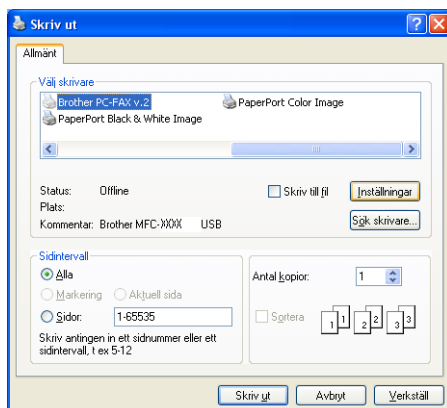 Skriv ut
Allmänt
Välj skrivare
Brother PC-FAX v.2
PaperPort Color Image
PaperPort Black & White Image
Status: Offline
Skriv till fil
Inställningar
Plats:
Kommentar: Brother MFC-XXXX USB
Sök skrivare...
Sidintervall
Alla
Markering
Aktuell sida
Sidor: 1-65535
Skriv antingen in ett sidnummer eller ett
sidintervall, t ex 5-12
Antal kopior: 1
Sortera
1 1 2 2 3 3
Skriv ut
Avbryt
Verkställ